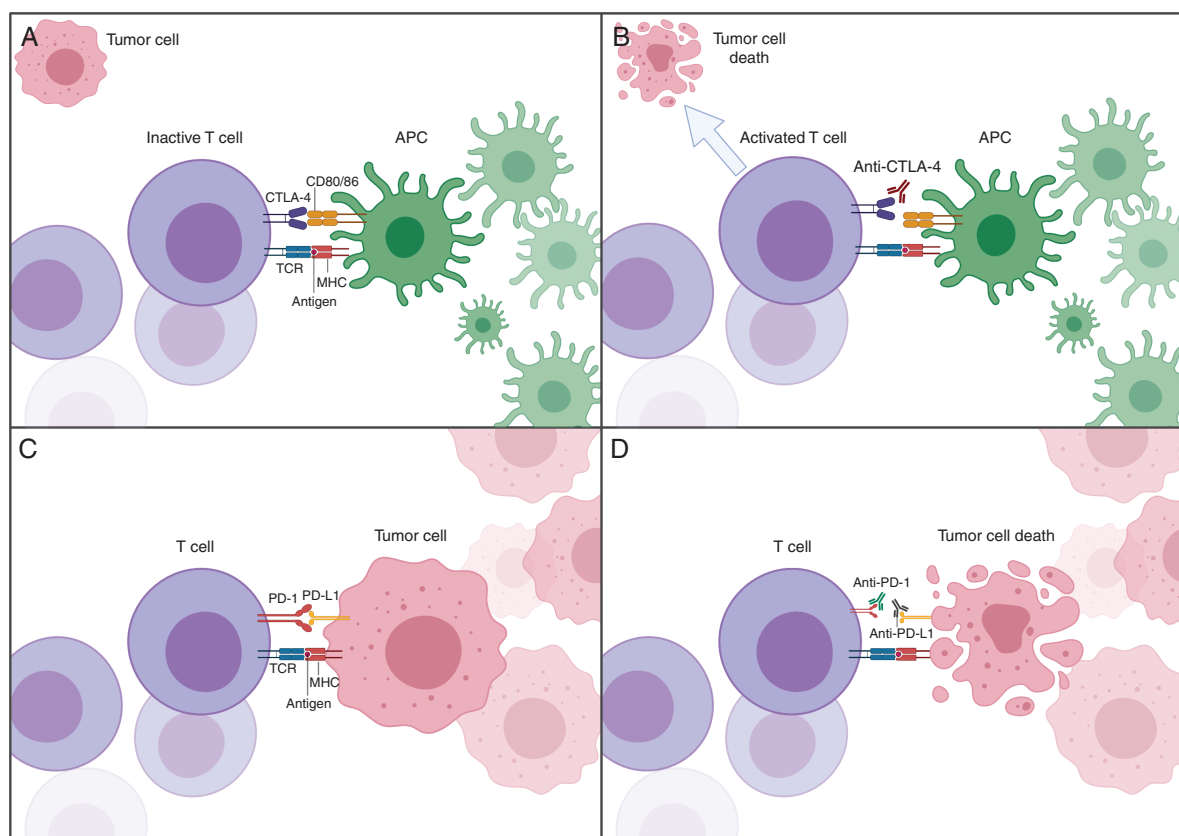 A
Tumor cell
Inactive T cell
APC
CTLA-4
CD80/86
TCR
MHC
Antigen
B
Tumor cell
death
Activated T cell
APC
Anti-CTLA-4
C
T cell
Tumor cell
PD-1
PD-L1
TCR
MHC
Antigen
D
T cell
Tumor cell death
Anti-PD-1
Anti-PD-L1